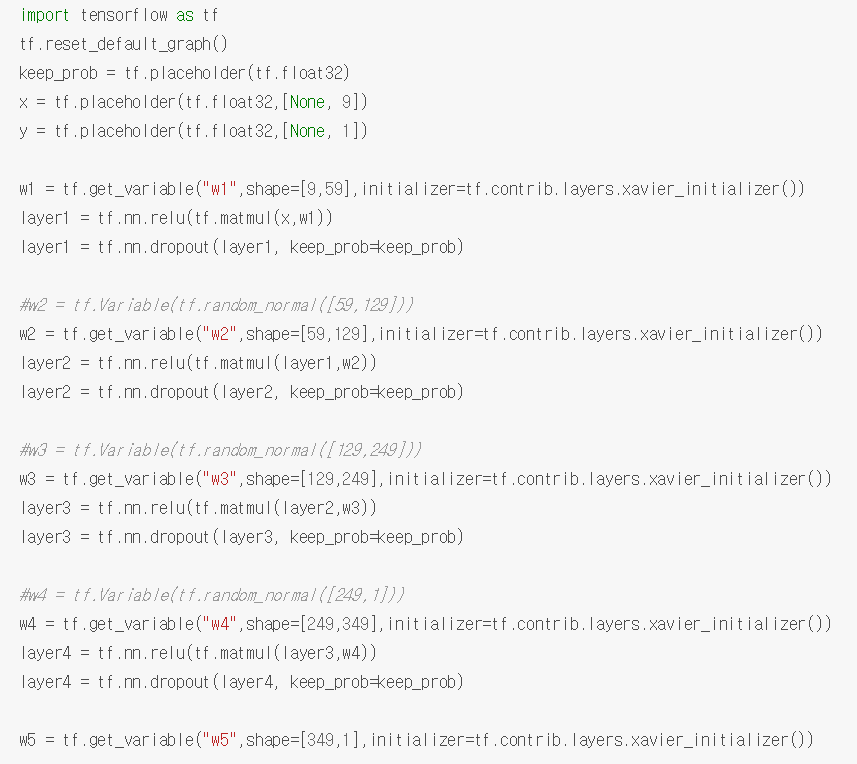 import tensorflow as tf
tf.reset_default_graph()
keep_prob = tf.placeholder(tf.float32)
x = tf.placeholder(tf.float32,[None, 9])
y = tf.placeholder(tf.float32,[None, 1])
w1 = tf.get_variable("w1",shape=[9,59],initializer=tf.contrib.layers.xavier_initializer())
layer1 = tf.nn.relu(tf.matmul(x,w1))
layer1 = tf.nn.dropout(layer1, keep_prob=keep_prob)
#w2 = tf.Variable(tf.random_normal([59,129]))
w2 = tf.get_variable("w2",shape=[59,129],initializer=tf.contrib.layers.xavier_initializer())
layer2 = tf.nn.relu(tf.matmul(layer1,w2))
layer2 = tf.nn.dropout(layer2, keep_prob=keep_prob)
#w3 = tf.Variable(tf.random_normal([129,249]))
w3 = tf.get_variable("w3",shape=[129,249],initializer=tf.contrib.layers.xavier_initializer())
layer3 = tf.nn.relu(tf.matmul(layer2,w3))
layer3 = tf.nn.dropout(layer3, keep_prob=keep_prob)
#w4 = tf.Variable(tf.random_normal([249,1]))
w4 = tf.get_variable("w4",shape=[249,349],initializer=tf.contrib.layers.xavier_initializer())
layer4 = tf.nn.relu(tf.matmul(layer3,w4))
layer4 = tf.nn.dropout(layer4, keep_prob=keep_prob)
w5 = tf.get_variable("w5",shape=[349,1],initializer=tf.contrib.layers.xavier_initializer())